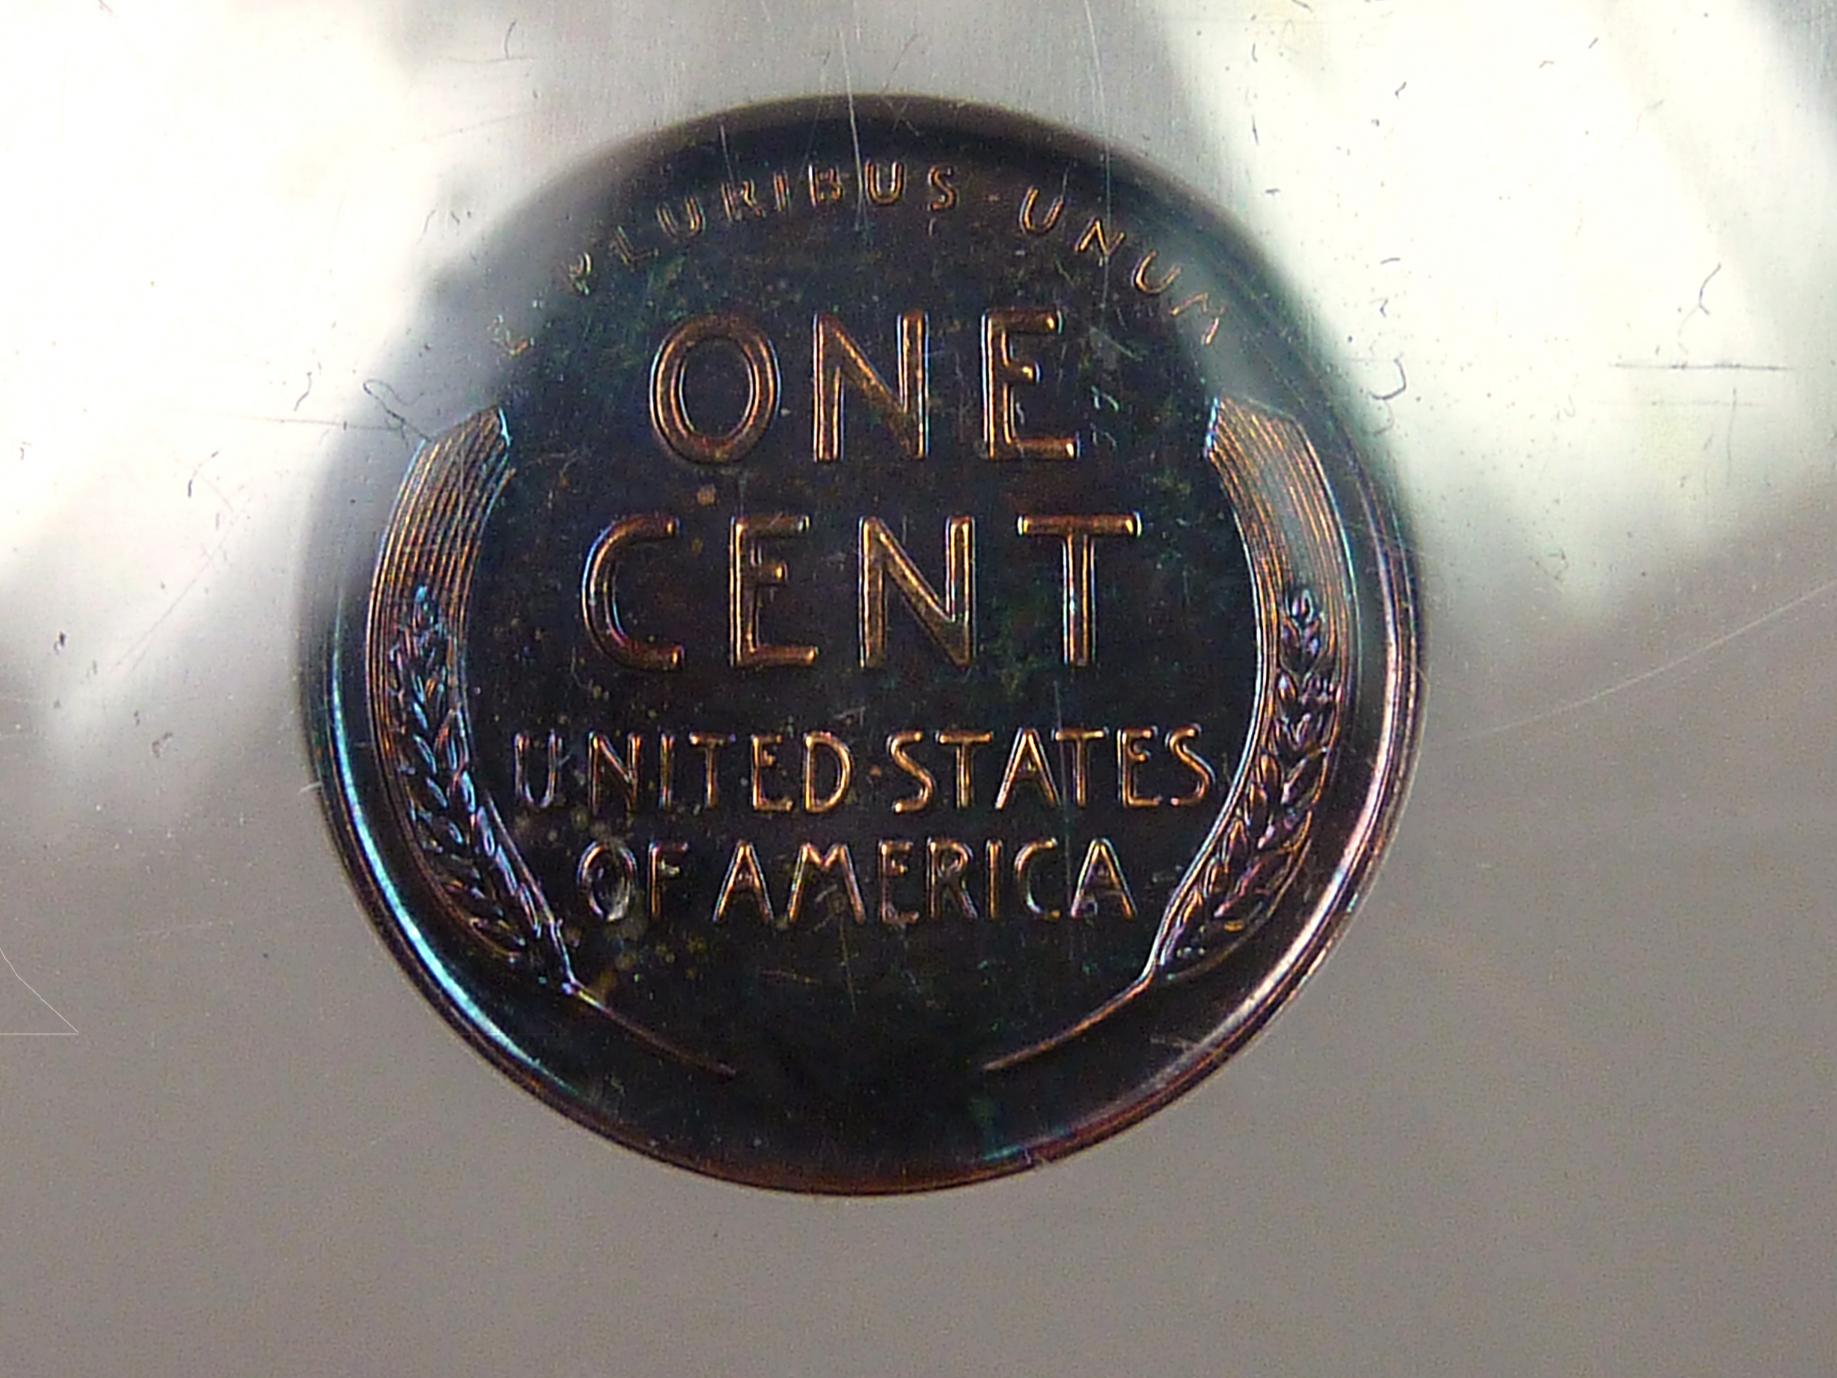 E · PLURIBUS · UNUM
ONE
CENT
UNITED·STATES
OF AMERICA